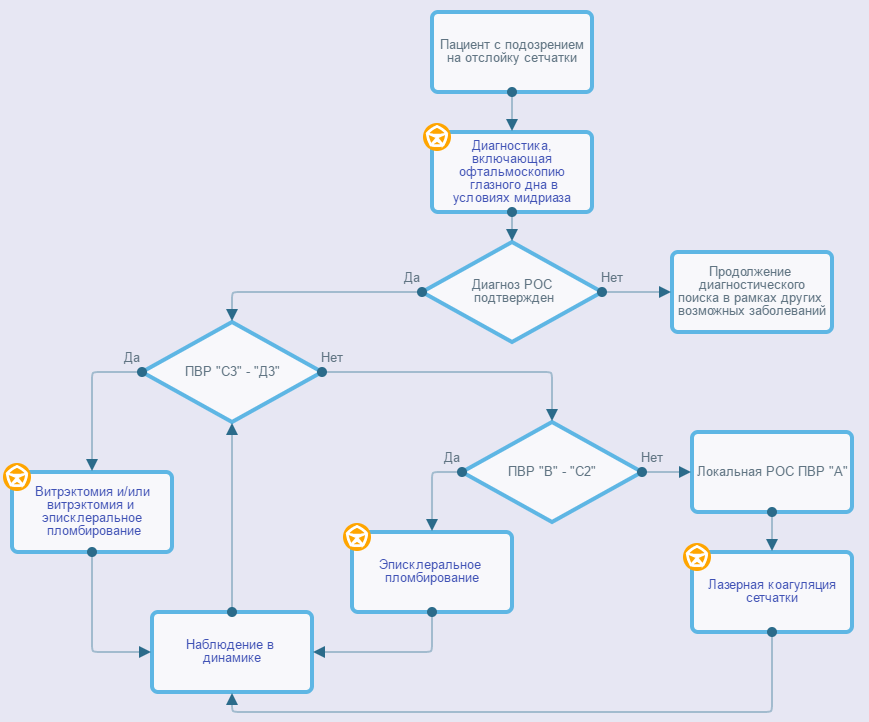 Пациент с подозрением
на отслойку сетчатки
Диагностика,
включающая
офтальмоскопию
глазного дна в
условиях мидриаза
Диагноз РОС
подтвержден
Да
Нет
Продолжение
диагностического
поиска в рамках других
возможных заболеваний
ПВР "С3" - "Д3"
Да
Нет
ПВР "В" - "С2"
Да
Нет
Локальная РОС ПВР "А"
Витрэктомия и/или
витрэктомия и
эписклеральное
пломбирование
Эписклеральное
пломбирование
Лазерная коагуляция
сетчатки
Наблюдение в
динамике